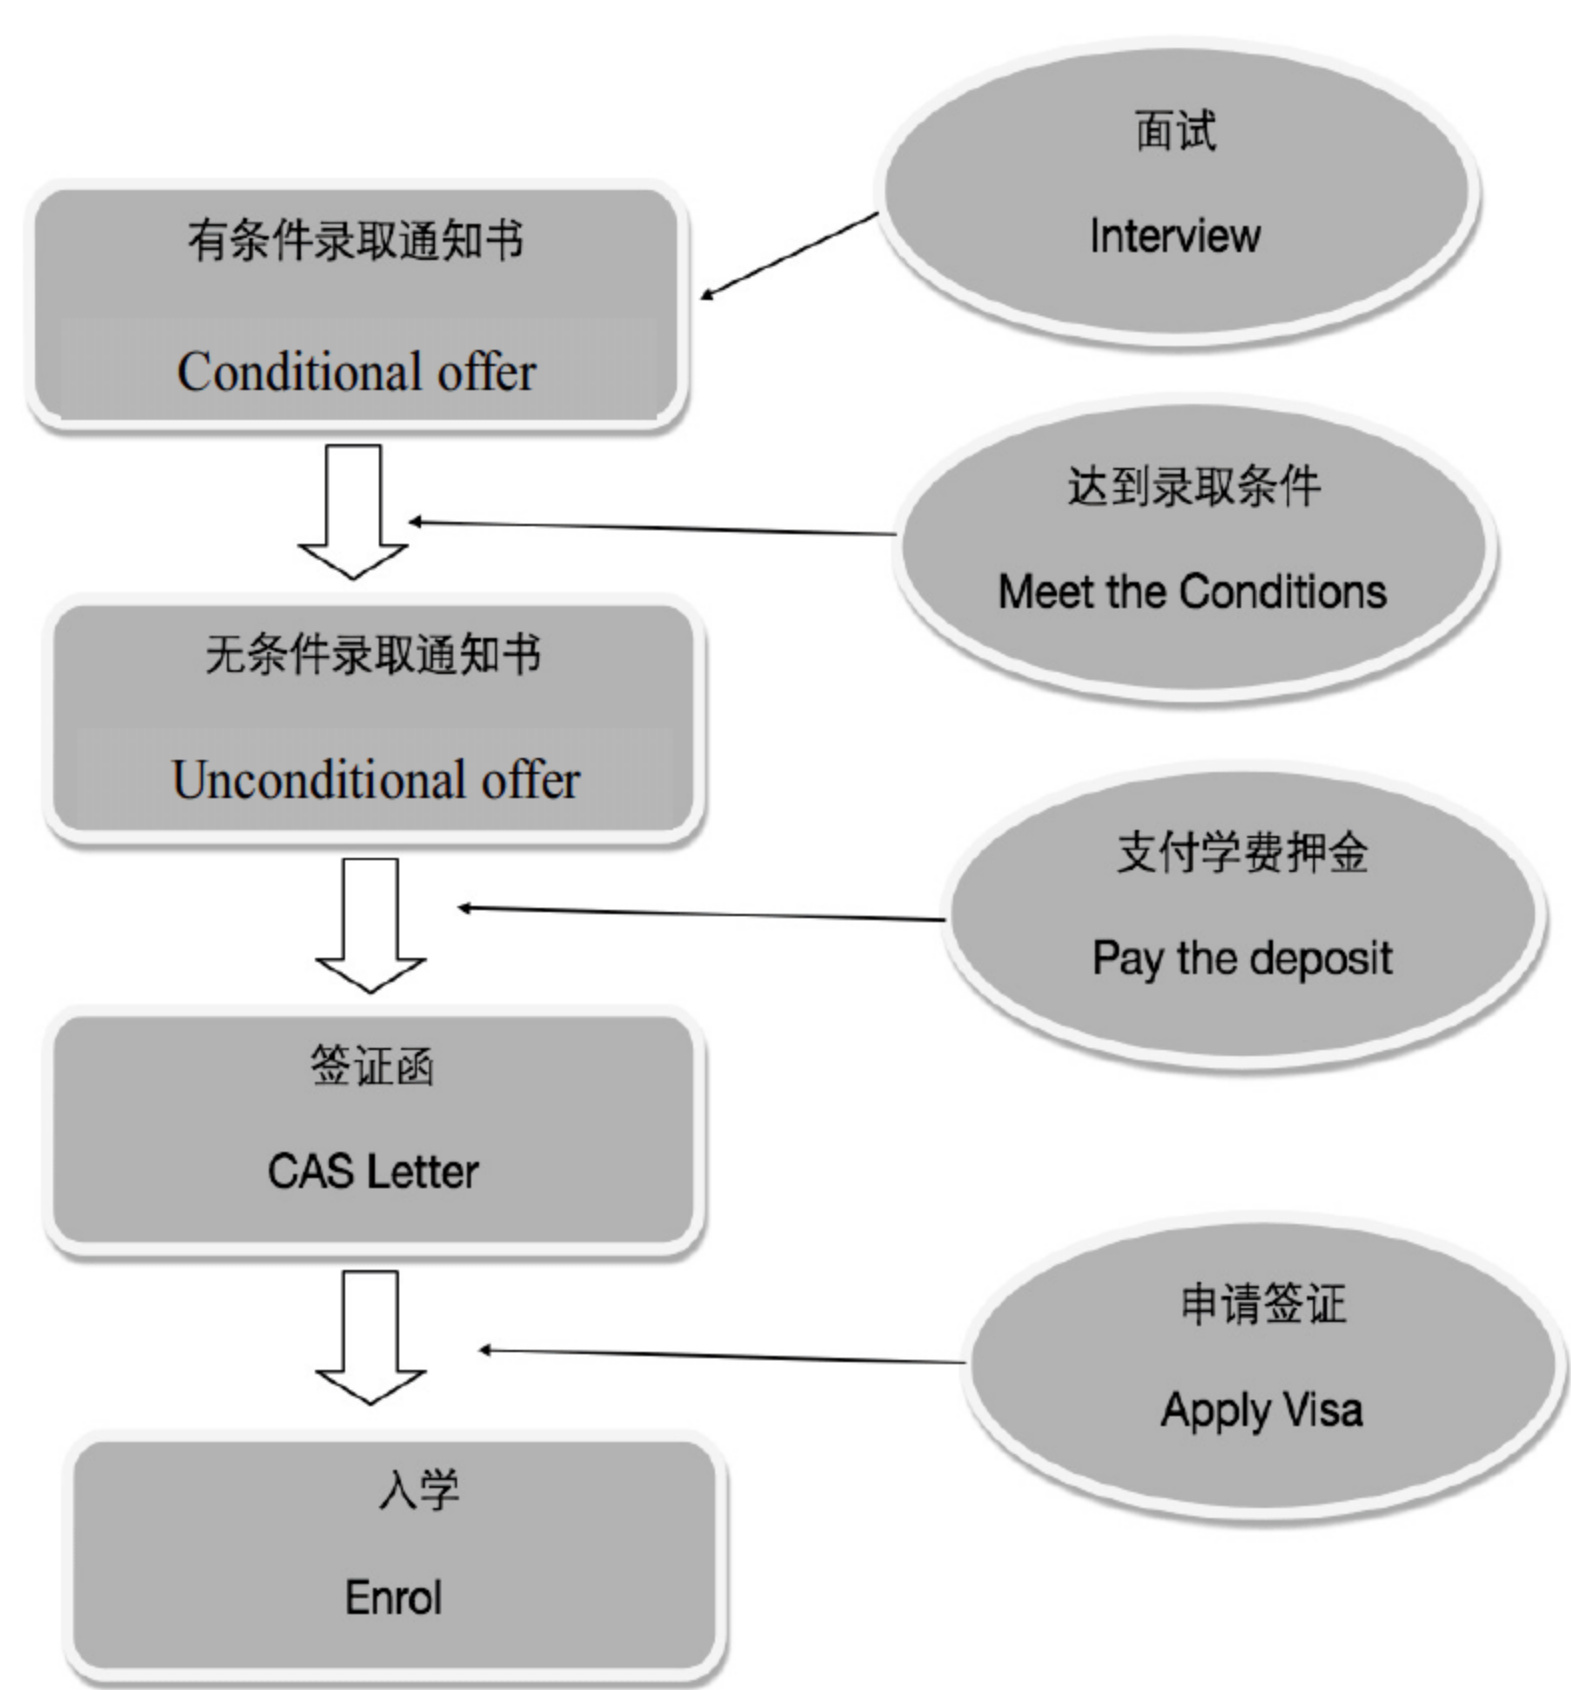 面试
Interview
有条件录取通知书
Conditional offer
达到录取条件
Meet the Conditions
无条件录取通知书
Unconditional offer
支付学费押金
Pay the deposit
签证函
CAS Letter
申请签证
Apply Visa
入学
Enrol